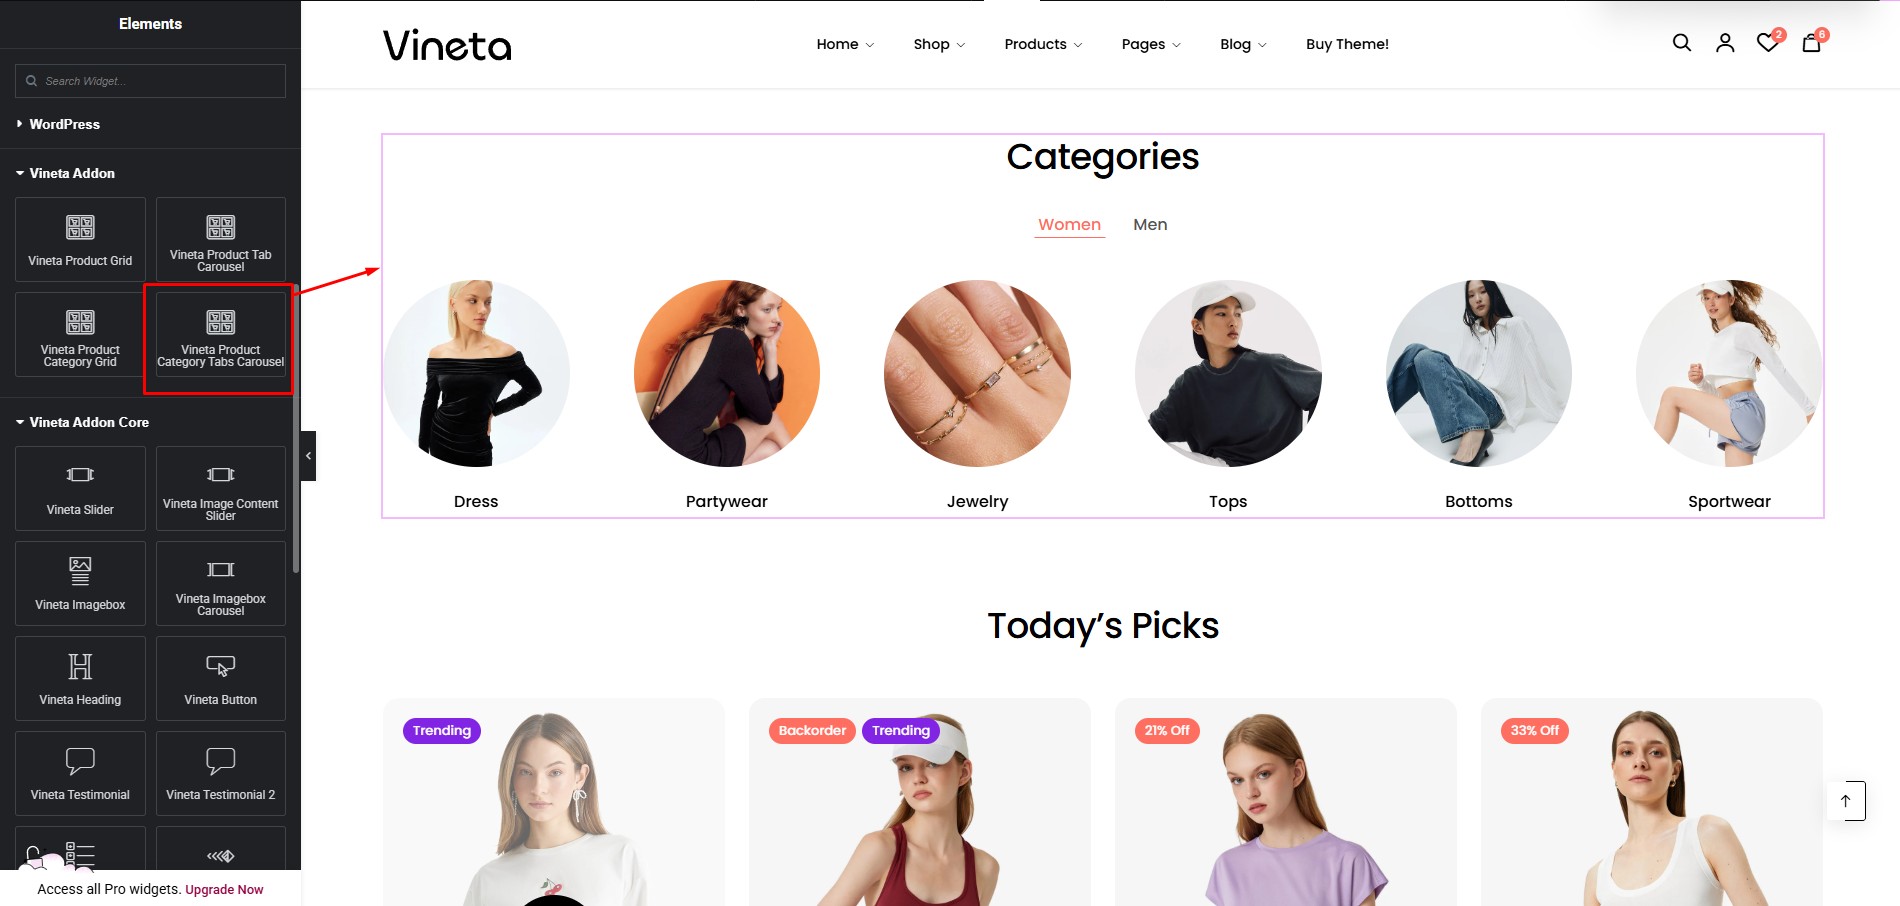 Elements
Search Widget...
WordPress
Vineta Addon
Vineta Product Grid
Vineta Product Tab
Carousel
Vineta Product
Category Grid
Vineta Product
Category Tabs Carousel
Vineta Addon Core
Vineta Slider
Vineta Image Content
Slider
Vineta Imagebox
Vineta Imagebox
Carousel
Vineta Heading
Vineta Button
Vineta Testimonial
Vineta Testimonial 2
Access all Pro widgets. Upgrade Now
Vineta
Home
Shop
Products
Pages
Blog
Buy Theme!
2
6
Categories
Women
Men
Dress
Partywear
Jewelry
Tops
Bottoms
Sportwear
Today’s Picks
Trending
Backorder
Trending
21% Off
33% Off